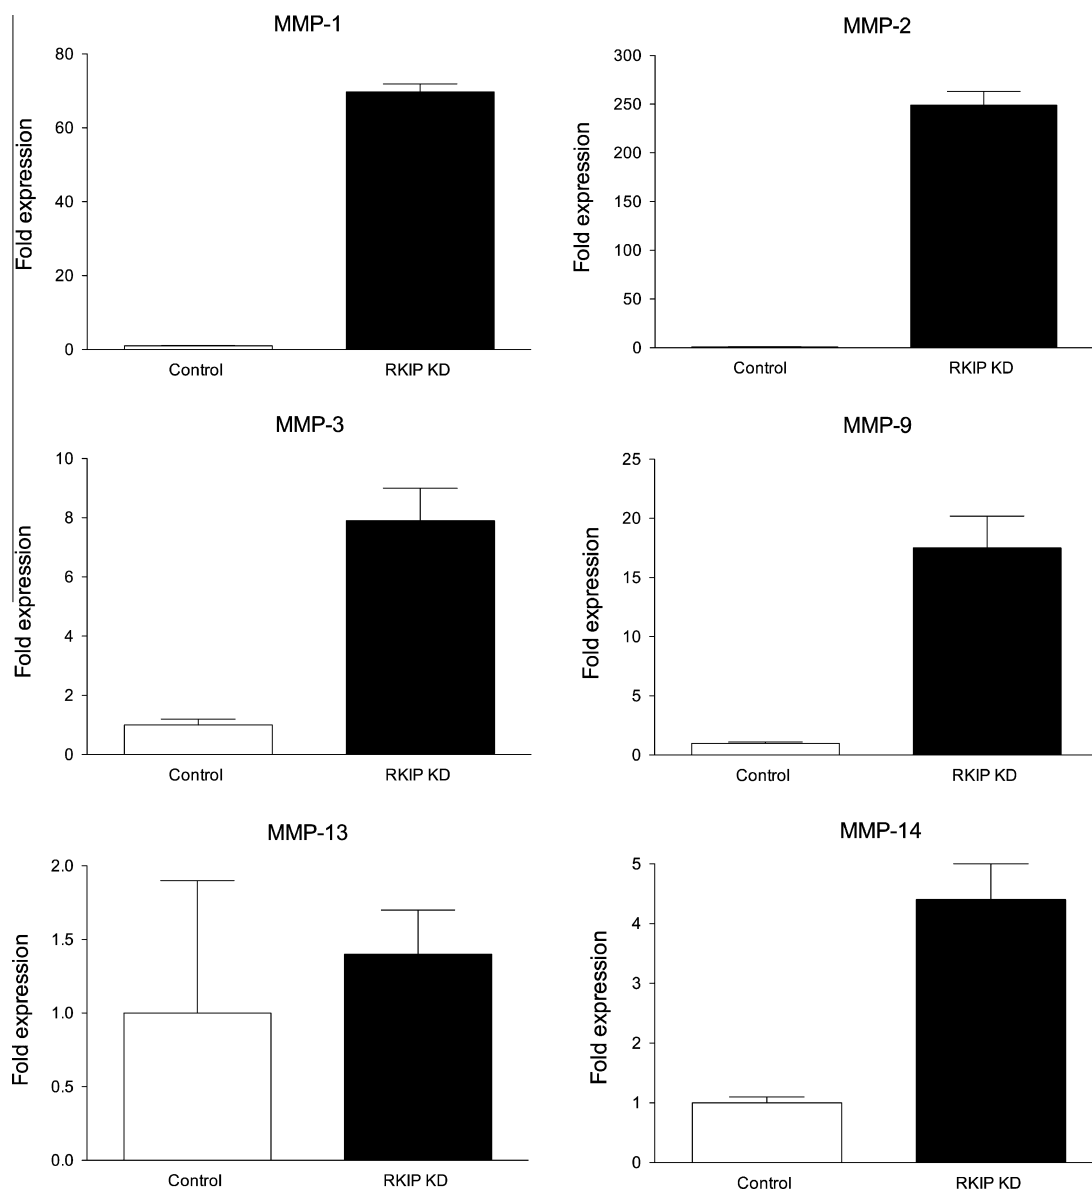 MMP-1
Fold expression
80
60
40
20
0
Control
RKIP KD
MMP-2
Fold expression
300
250
200
150
100
50
0
Control
RKIP KD
MMP-3
Fold expression
10
8
6
4
2
0
Control
RKIP KD
MMP-9
Fold expression
25
20
15
10
5
0
Control
RKIP KD
MMP-13
Fold expression
2.0
1.5
1.0
0.5
0.0
Control
RKIP KD
MMP-14
Fold expression
5
4
3
2
1
0
Control
RKIP KD